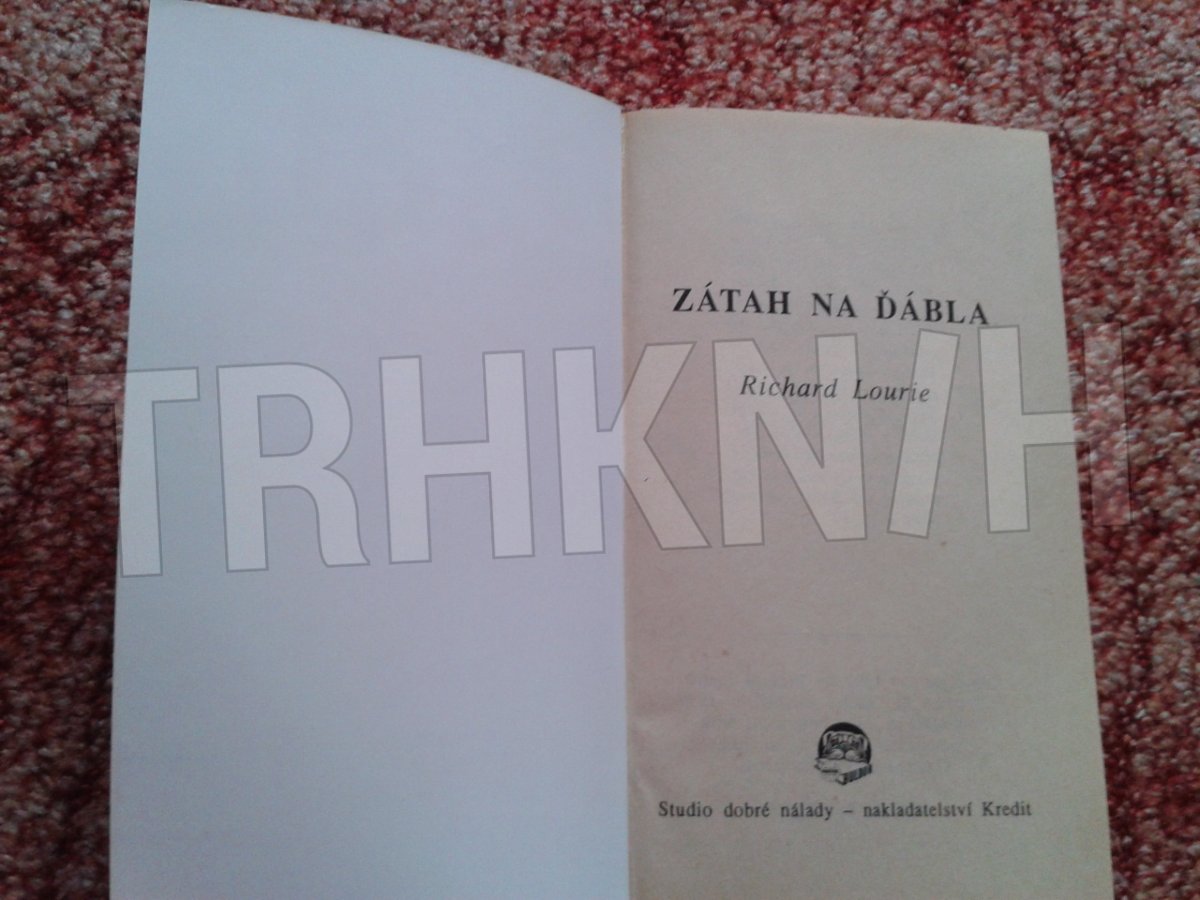 ZÁTAH NA ĎÁBLA
Richard Lourie
TRHKNIH
Studio dobré nálady – nakladatelství Kredit